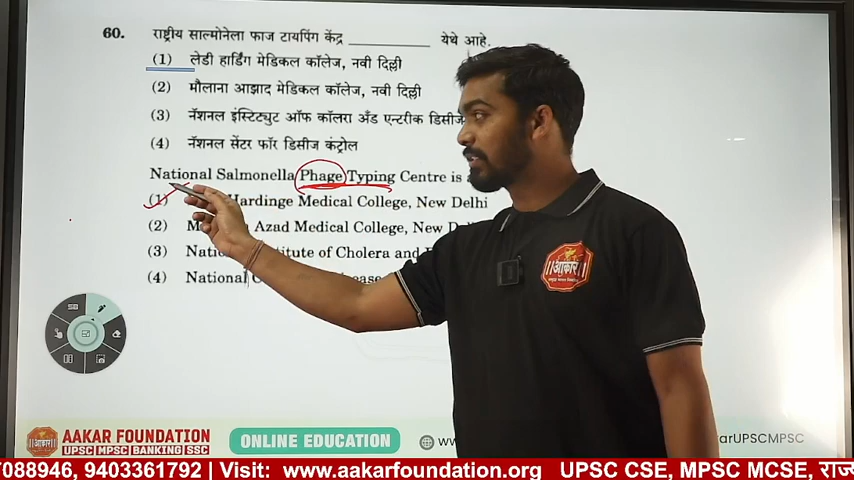 60. राष्ट्रीय साल्मोनेला फाज टायपिंग केंद्र __________ येथे आहे.
(1) लेडी हार्डिंग मेडिकल कॉलेज, नवी दिल्ली
(2) मौलाना आझाद मेडिकल कॉलेज, नवी दिल्ली
(3) नॅशनल इंस्टिट्युट ऑफ कॉलरा अँड एन्टरीक डिसीज
(4) नॅशनल सेंटर फॉर डिसीज कंट्रोल
National Salmonella Phage Typing Centre is
(1) Hardinge Medical College, New Delhi
(2) Azad Medical College, New
(3) of Cholera and
(4) National
||आकार||
||आकार||
AAKAR FOUNDATION
UPSC MPSC BANKING SSC
ONLINE EDUCATION
arUPSCMPSC
088946, 9403361792 | Visit: www.aakarfoundation.org UPSC CSE, MPSC MCSE,